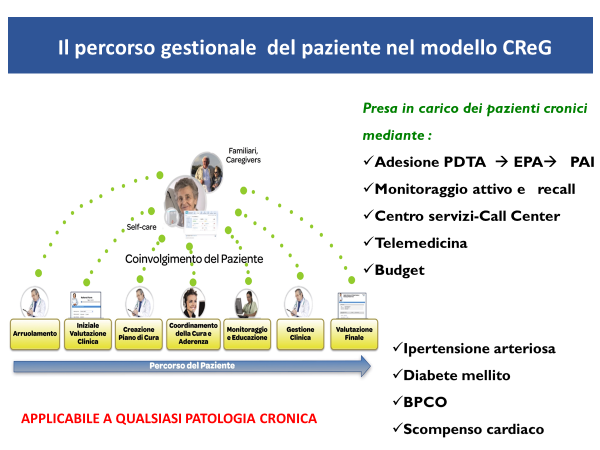 Il percorso gestionale del paziente nel modello CReG
Presa in carico dei pazienti cronici
mediante :
✓Adesione PDTA → EPA→ PAI
✓Monitoraggio attivo e recall
✓Centro servizi-Call Center
✓Telemedicina
✓Budget
Familiari,
Caregivers
Self-care
Coinvolgimento del Paziente
Arruolamento
Iniziale
Valutazione
Clinica
Creazione
Piano di Cura
Coordinamento
della Cura e
Aderenza
Monitoraggio
e Educazione
Gestione
Clinica
Valutazione
Finale
Percorso del Paziente
✓Ipertensione arteriosa
✓Diabete mellito
✓BPCO
✓Scompenso cardiaco
APPLICABILE A QUALSIASI PATOLOGIA CRONICA